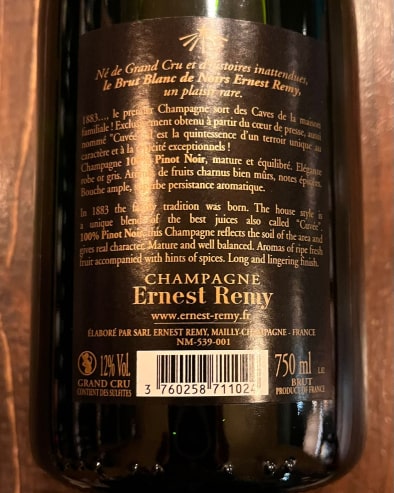 Né de Grand Cru et d'histoires inattendues,
le Brut Blanc de Noirs Ernest Remy,
un plaisir rare.
1883..., le premier Champagne sort des Caves de la maison
familiale ! Exclusivement obtenu à partir du cœur de presse, aussi
nommé "Cuvée". C'est la quintessence d'un terroir unique au
caractère et à la exceptionnels !
Champagne 100% Pinot Noir, mature et équilibré. Élégante
robe or gris. Arômes de fruits charnus bien mûrs, notes épicées.
Bouche ample, superbe persistance aromatique.
In 1883 the family tradition was born. The house style is
a unique blend of the best juices also called "Cuvée".
100% Pinot Noir, this Champagne reflects the soil of the area and
gives real character. Mature and well balanced. Aromas of ripe fresh
fruit accompanied with hints of spices. Long and lingering finish.
CHAMPAGNE
Ernest Remy
www.ernest-remy.fr
ÉLABORÉ PAR SARL ERNEST REMY, MAILLY-CHAMPAGNE - FRANCE
NM-539-001
12% Vol.
GRAND CRU
CONTIENT DES SULFITES
3 760258 711024
750 ml
BRUT
PRODUCT OF FRANCE